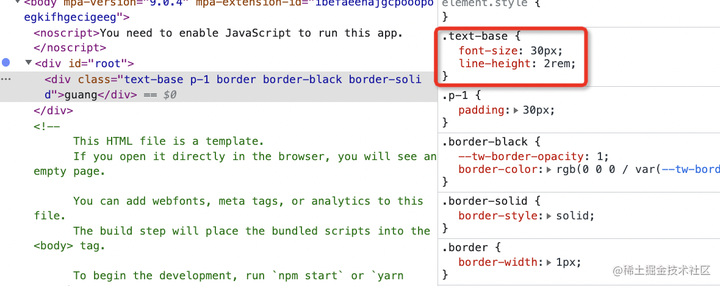 <body mpa-version="9.0.4" mpa-extension-id="
egkifhgecigeeg">
<noscript>You need to enable JavaScript to run this app.
</noscript>
▼<div id="root">
<div class="text-base p-1 border border-black border-soli
d">guang</div> == $0
</div>
<!--
This HTML file is a template.
If you open it directly in the browser, you will see an
empty page.
You can add webfonts, meta tags, or analytics to this
file.
The build step will place the bundled scripts into the
<body> tag.
To begin the development, run `npm start` or `yarn
element.style {
}
.text-base {
font-size: 30px;
line-height: 2rem;
}
.p-1 {
padding:▶ 30px;
}
.border-black {
--tw-border-opacity: 1;
border-color:▶ rgb(0 0 0 / var(--tw-bord
}
.border-solid {
border-style:▶ solid;
}
.border {
border-width:▶ 1px;
}
@稀土掘金技术社区